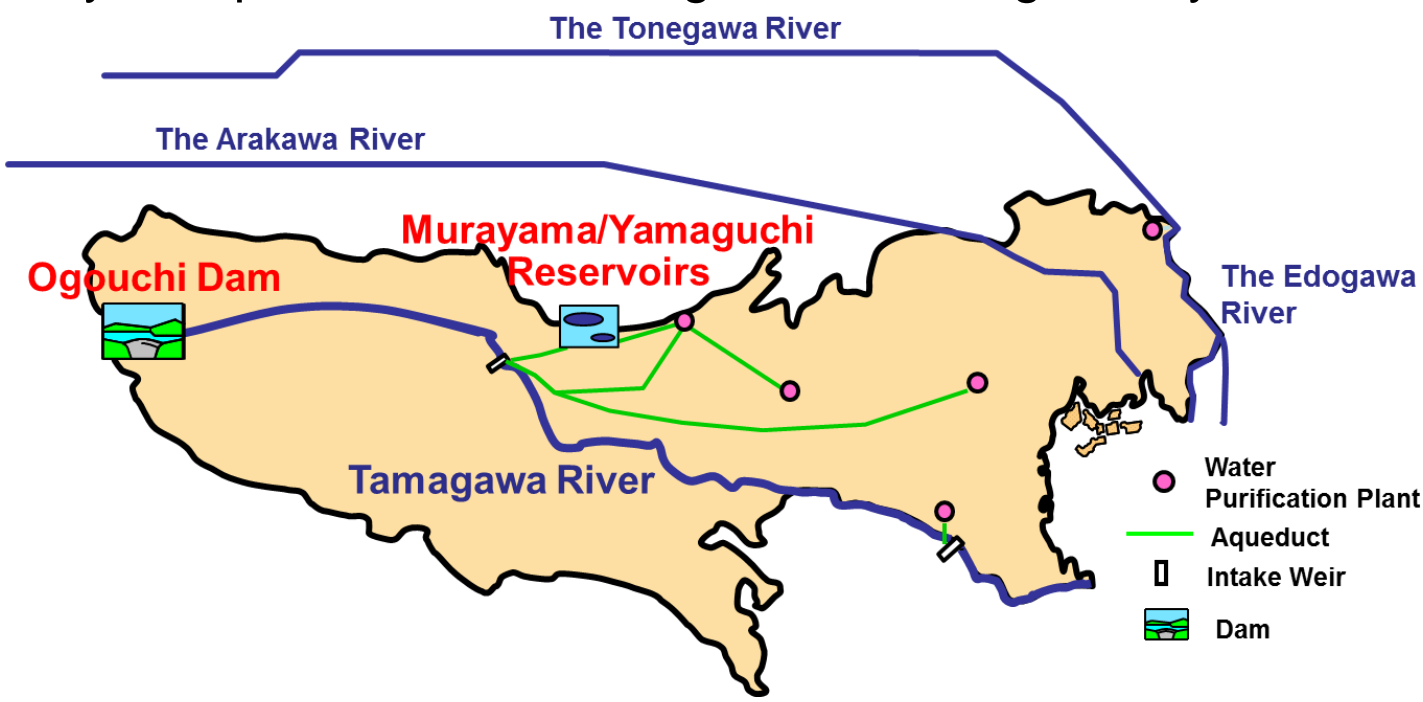 The Tonegawa River
The Arakawa River
Murayama/Yamaguchi
Reservoirs
Ogouchi Dam
The Edogawa
River
Tamagawa River
Water
Purification Plant
Aqueduct
Intake Weir
Dam